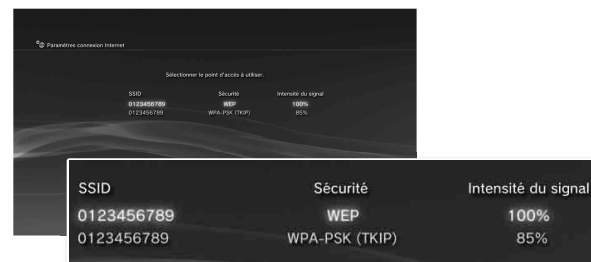 Paramètres connexion Internet
Sélectionner le point d'accès à utiliser.
SSID Sécurité Intensité du signal
0123456789 WEP 100%
0123456789 WPA-PSK (TKIP) 85%
SSID Sécurité Intensité du signal
0123456789 WEP 100%
0123456789 WPA-PSK (TKIP) 85%